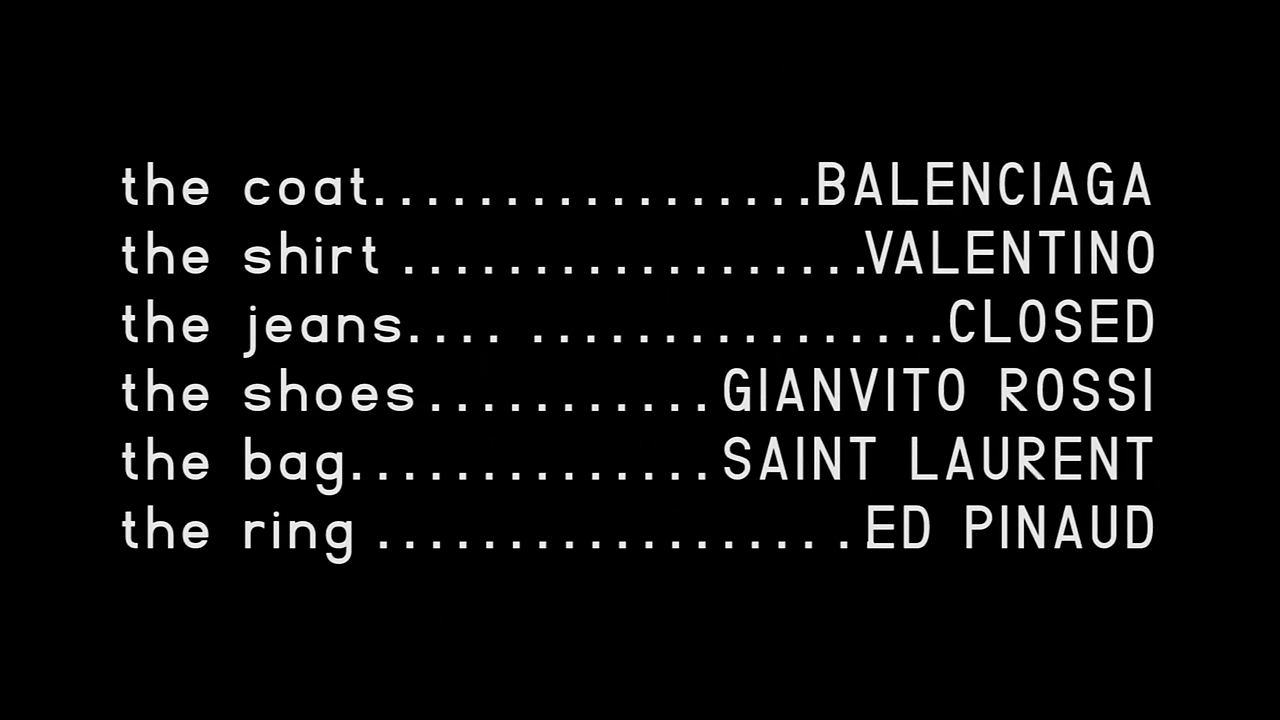 the coat.................BALENCIAGA
the shirt ..................VALENTINO
the jeans.... ................CLOSED
the shoes ........... GIANVITO ROSSI
the bag.............. SAINT LAURENT
the ring ................. . .ED PINAUD